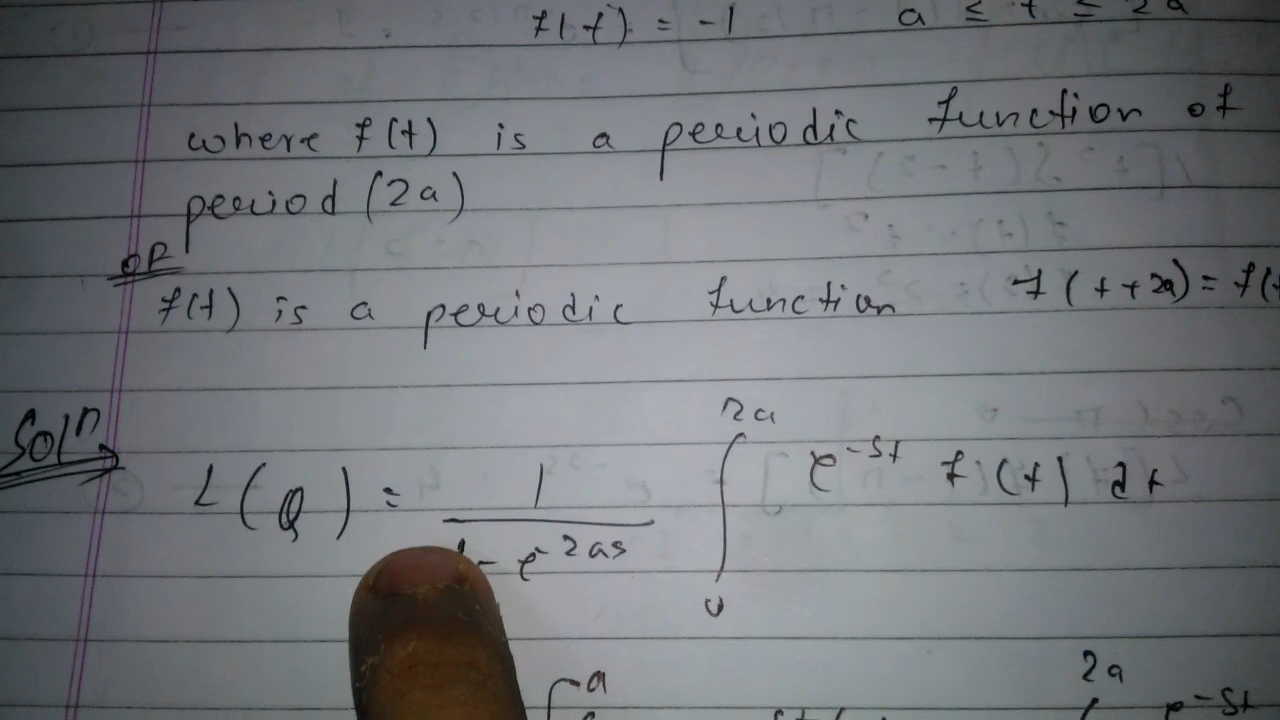 f(t) = -1 a ≤ t ≤ 2a
where f(t) is a periodic function of
period (2a)
OR
f(t) is a periodic function f(t+2a) = f(t
Solⁿ
L(Q) = 1 / 1 - e^-2as ∫ 0 2a e^-st f(t) dt
a 2a
e^-st